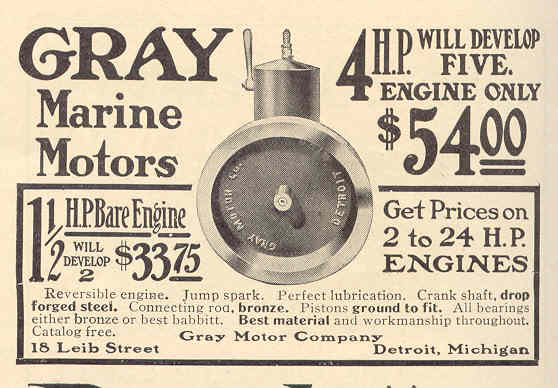 GRAY
Marine
Motors
4 H.P. WILL DEVELOP
FIVE.
ENGINE ONLY
$54.00
GRAY MOTOR CO. DETROIT
1 1/2 H.P. Bare Engine
WILL
DEVELOP
2
$33.75
Get Prices on
2 to 24 H.P.
ENGINES
Reversible engine. Jump spark. Perfect lubrication. Crank shaft, drop
forged steel. Connecting rod, bronze. Pistons ground to fit. All bearings
either bronze or best babbitt. Best material and workmanship throughout.
Catalog free.
Gray Motor Company
18 Leib Street
Detroit, Michigan